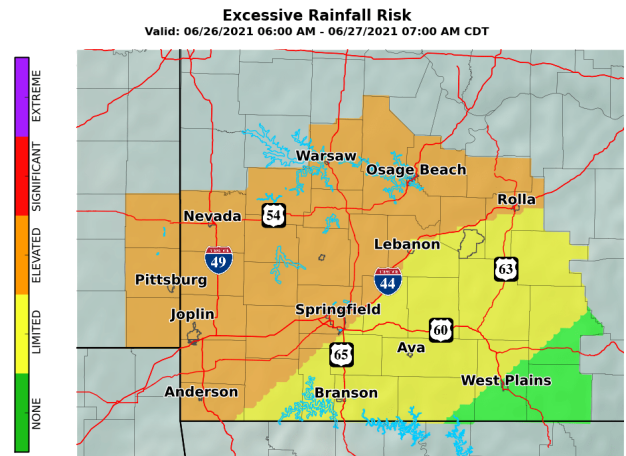 Excessive Rainfall Risk
Valid: 06/26/2021 06:00 AM - 06/27/2021 07:00 AM CDT
EXTREME
SIGNIFICANT
ELEVATED
LIMITED
NONE
Warsaw
Osage Beach
Rolla
Nevada
54
Lebanon
49
63
Pittsburg
44
Joplin
Springfield
60
65
Ava
Anderson
Branson
West Plains